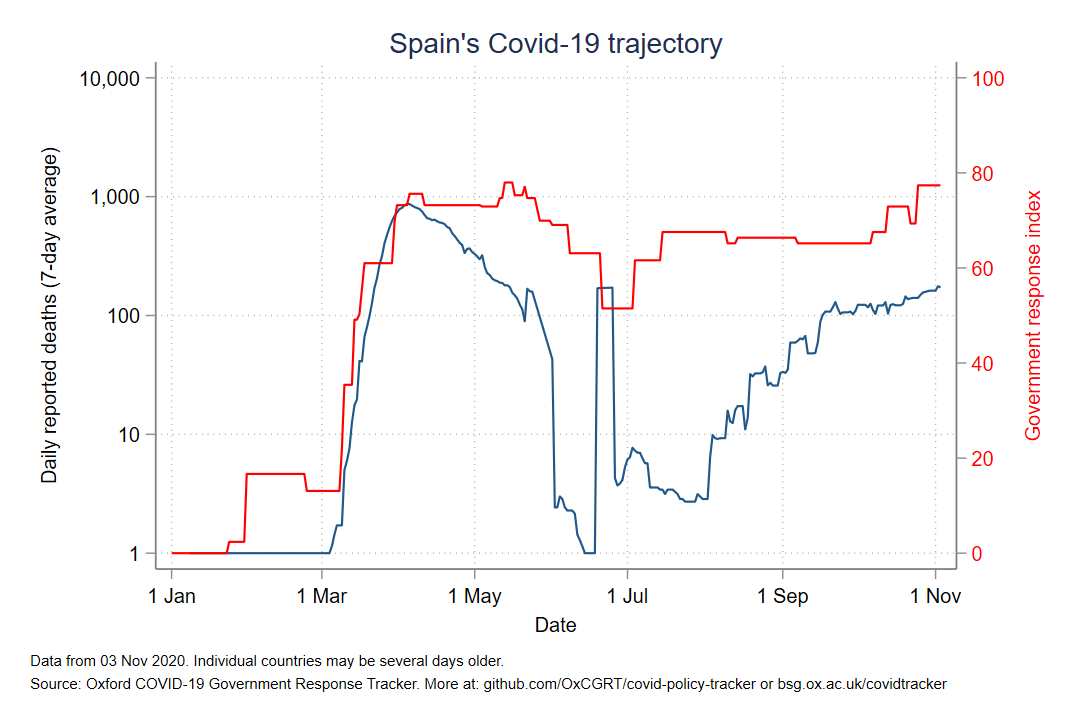 Spain's Covid-19 trajectory
10,000
1,000
100
10
1
Daily reported deaths (7-day average)
100
80
60
40
20
0
Government response index
1 Jan
1 Mar
1 May
1 Jul
1 Sep
1 Nov
Date
Data from 03 Nov 2020. Individual countries may be several days older.
Source: Oxford COVID-19 Government Response Tracker. More at: github.com/OxCGRT/covid-policy-tracker or bsg.ox.ac.uk/covidtracker